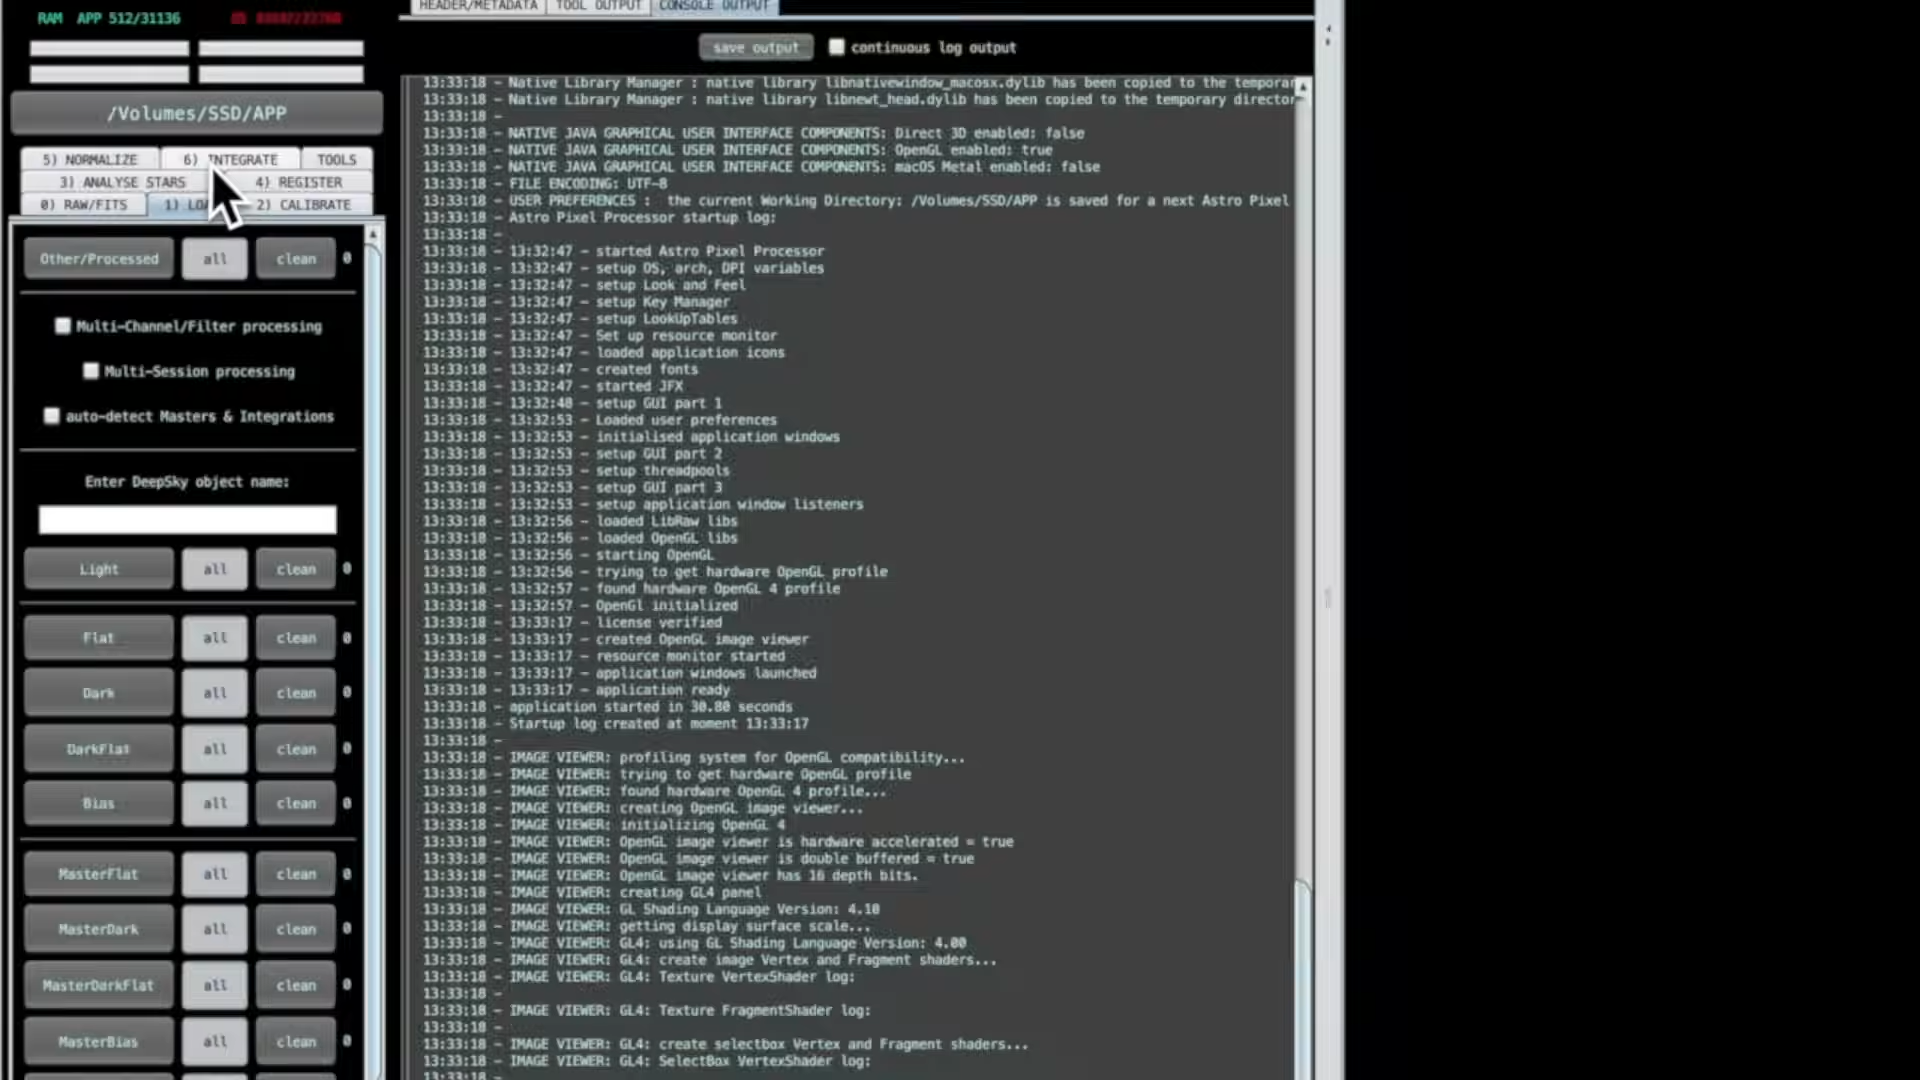 RAM APP 512/31136
/Volumes/SSD/APP
5) NORMALIZE 6) INTEGRATE TOOLS
3) ANALYSE STARS 4) REGISTER
0) RAW/FITS 1) 2) CALIBRATE
Other/Processed all clean 0
Multi-Channel/Filter processing
Multi-Session processing
auto-detect Masters & Integrations
Enter DeepSky object name:
Light all clean 0
Flat all clean 0
Dark all clean 0
DarkFlat all clean 0
Bias all clean 0
MasterFlat all clean 0
MasterDark all clean 0
MasterDarkFlat all clean 0
MasterBias all clean 0
HEADER/METADATA TOOL OUTPUT CONSOLE OUTPUT
save output continuous log output
13:33:18 - Native Library Manager : native library libnativewindow_macosx.dylib has been copied to the temporar
13:33:18 - Native Library Manager : native library libnewt_head.dylib has been copied to the temporary director
13:33:18 -
13:33:18 - NATIVE JAVA GRAPHICAL USER INTERFACE COMPONENTS: Direct 3D enabled: false
13:33:18 - NATIVE JAVA GRAPHICAL USER INTERFACE COMPONENTS: OpenGL enabled: true
13:33:18 - NATIVE JAVA GRAPHICAL USER INTERFACE COMPONENTS: macOS Metal enabled: false
13:33:18 - FILE ENCODING: UTF-8
13:33:18 - USER PREFERENCES : the current Working Directory: /Volumes/SSD/APP is saved for a next Astro Pixel
13:33:18 - Astro Pixel Processor startup log:
13:33:18 -
13:33:18 - 13:32:47 - started Astro Pixel Processor
13:33:18 - 13:32:47 - setup OS, arch, DPI variables
13:33:18 - 13:32:47 - setup Look and Feel
13:33:18 - 13:32:47 - setup Key Manager
13:33:18 - 13:32:47 - setup LookUpTables
13:33:18 - 13:32:47 - Set up resource monitor
13:33:18 - 13:32:47 - loaded application icons
13:33:18 - 13:32:47 - created fonts
13:33:18 - 13:32:47 - started JFX
13:33:18 - 13:32:48 - setup GUI part 1
13:33:18 - 13:32:53 - Loaded user preferences
13:33:18 - 13:32:53 - initialised application windows
13:33:18 - 13:32:53 - setup GUI part 2
13:33:18 - 13:32:53 - setup threadpools
13:33:18 - 13:32:53 - setup GUI part 3
13:33:18 - 13:32:53 - setup application window listeners
13:33:18 - 13:32:56 - loaded LibRaw libs
13:33:18 - 13:32:56 - loaded OpenGL libs
13:33:18 - 13:32:56 - starting OpenGL
13:33:18 - 13:32:56 - trying to get hardware OpenGL profile
13:33:18 - 13:32:57 - found hardware OpenGL 4 profile
13:33:18 - 13:32:57 - OpenGl initialized
13:33:18 - 13:33:17 - license verified
13:33:18 - 13:33:17 - created OpenGL image viewer
13:33:18 - 13:33:17 - resource monitor started
13:33:18 - 13:33:17 - application windows launched
13:33:18 - 13:33:17 - application ready
13:33:18 - application started in 30.80 seconds
13:33:18 - Startup log created at moment 13:33:17
13:33:18 -
13:33:18 - IMAGE VIEWER: profiling system for OpenGL compatibility...
13:33:18 - IMAGE VIEWER: trying to get hardware OpenGL profile
13:33:18 - IMAGE VIEWER: found hardware OpenGL 4 profile...
13:33:18 - IMAGE VIEWER: creating OpenGL image viewer...
13:33:18 - IMAGE VIEWER: initializing OpenGL 4
13:33:18 - IMAGE VIEWER: OpenGL image viewer is hardware accelerated = true
13:33:18 - IMAGE VIEWER: OpenGL image viewer is double buffered = true
13:33:18 - IMAGE VIEWER: OpenGL image viewer has 16 depth bits.
13:33:18 - IMAGE VIEWER: creating GL4 panel
13:33:18 - IMAGE VIEWER: GL Shading Language Version: 4.10
13:33:18 - IMAGE VIEWER: getting display surface scale...
13:33:18 - IMAGE VIEWER: GL4: using GL Shading Language Version: 4.00
13:33:18 - IMAGE VIEWER: GL4: create image Vertex and Fragment shaders...
13:33:18 - IMAGE VIEWER: GL4: Texture VertexShader log:
13:33:18 -
13:33:18 - IMAGE VIEWER: GL4: Texture FragmentShader log:
13:33:18 -
13:33:18 - IMAGE VIEWER: GL4: create selectbox Vertex and Fragment shaders...
13:33:18 - IMAGE VIEWER: GL4: SelectBox VertexShader log:
13:33:18 -